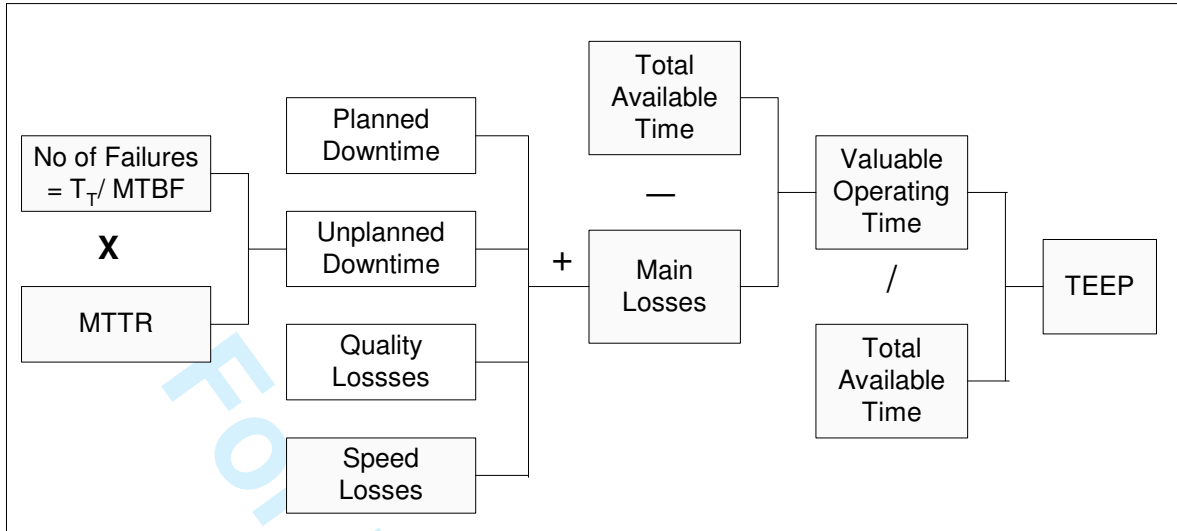 No of Failures
= T_T/ MTBF
X
MTTR
Planned
Downtime
Unplanned
Downtime
Quality
Lossses
Speed
Losses
+
Total
Available
Time
—
Main
Losses
Valuable
Operating
Time
/
Total
Available
Time
TEEP
For